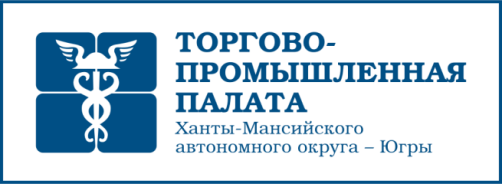 ТОРГОВО-
ПРОМЫШЛЕННАЯ
ПАЛАТА
Ханты-Мансийского
автономного округа – Югры